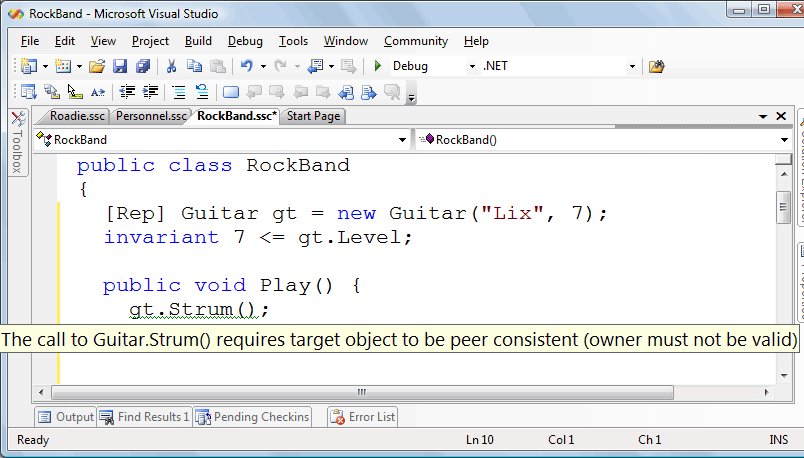 RockBand - Microsoft Visual Studio
File Edit View Project Build Debug Tools Window Community Help
Debug .NET
Roadie.ssc Personnel.ssc RockBand.ssc* Start Page
Toolbox
RockBand RockBand()
public class RockBand
{
[Rep] Guitar gt = new Guitar("Lix", 7);
invariant 7 <= gt.Level;
public void Play() {
gt.Strum();
The call to Guitar.Strum() requires target object to be peer consistent (owner must not be valid)
Output Find Results 1 Pending Checkins Error List
Ready Ln 10 Col 1 Ch 1 INS